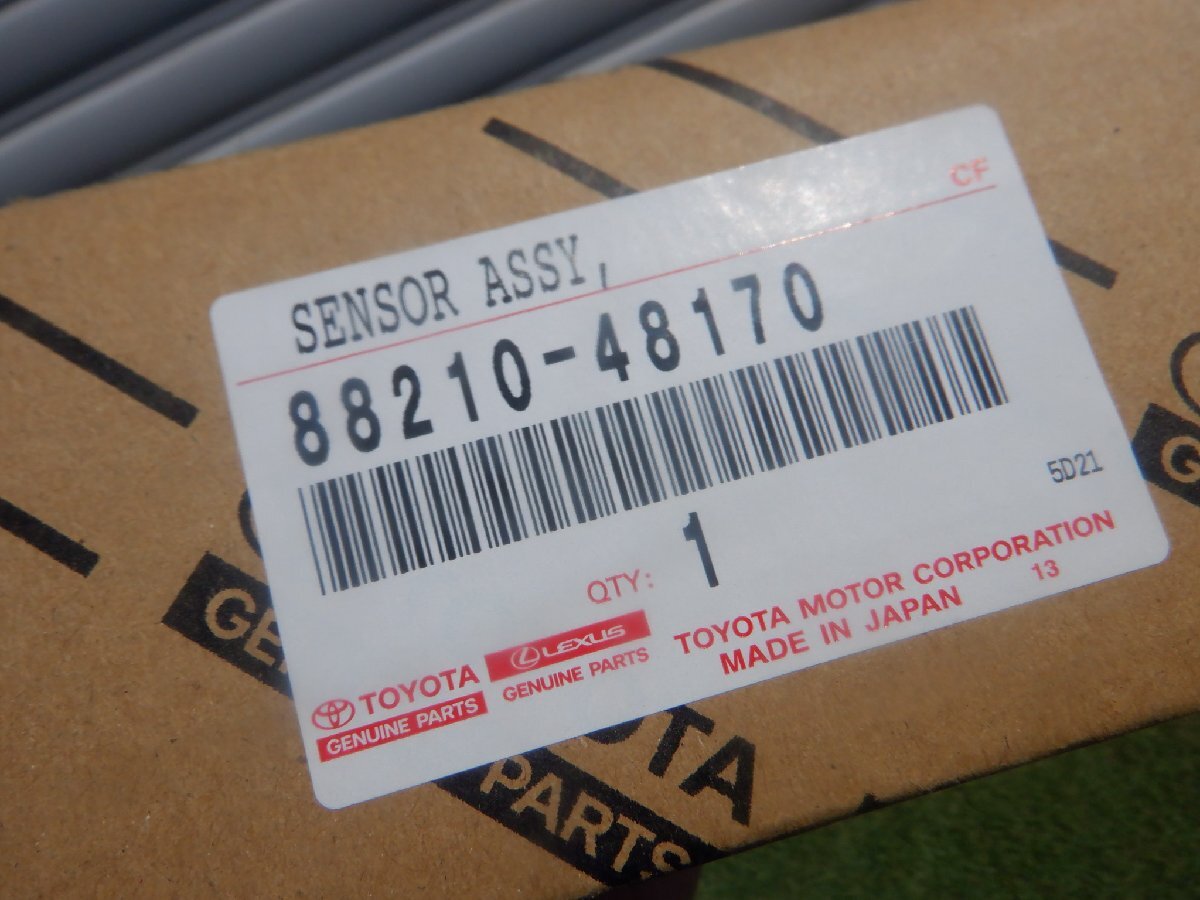 CF
SENSOR ASSY,
88210-48170
5D21
QTY: 1
TOYOTA
GENUINE PARTS
LEXUS
GENUINE PARTS
TOYOTA MOTOR CORPORATION
MADE IN JAPAN 13
PARTS